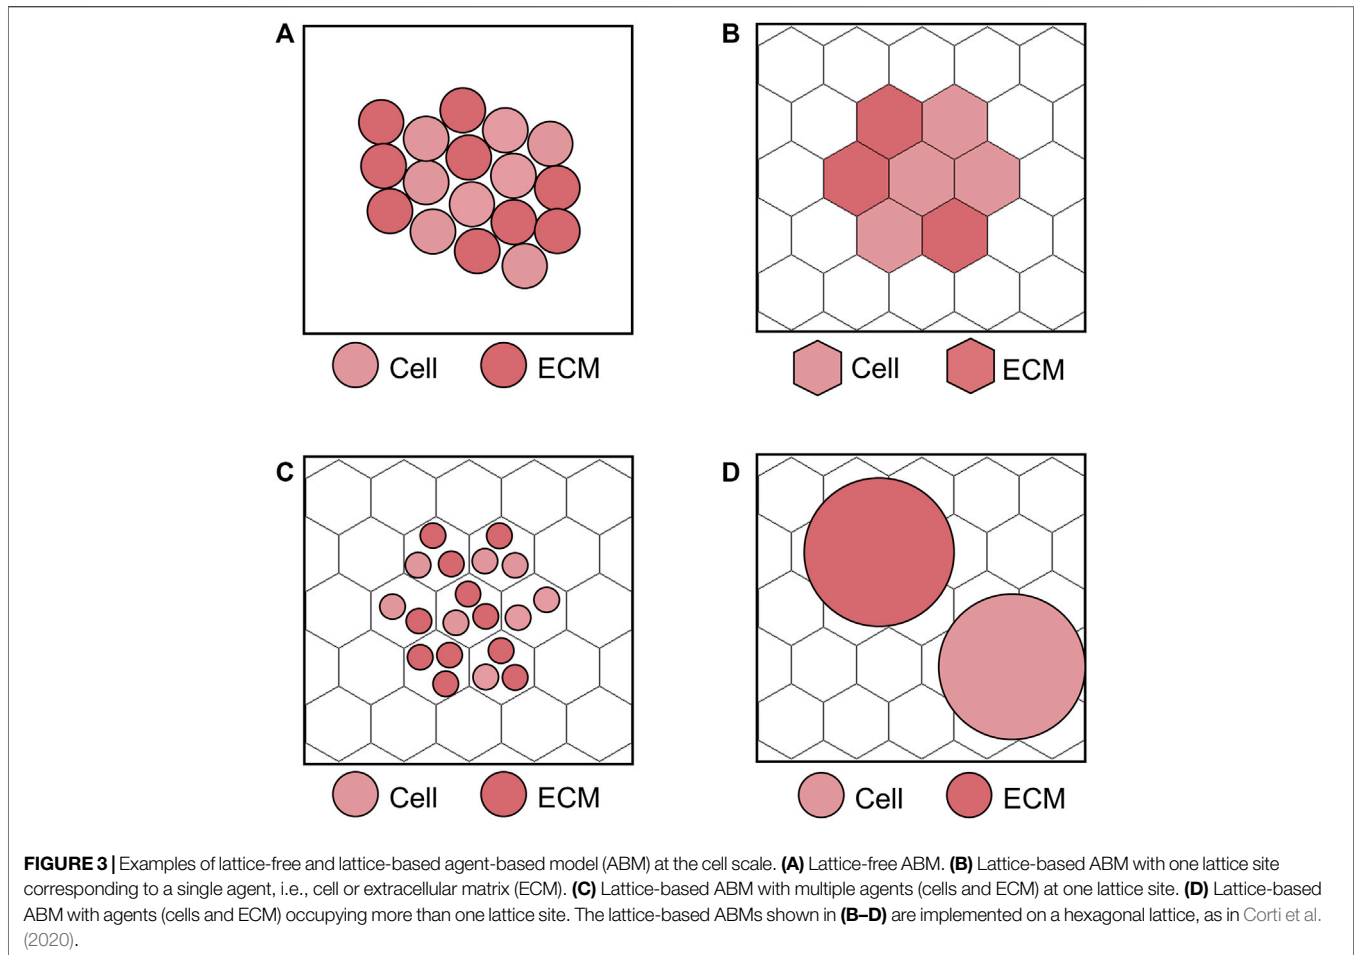 A
B
Cell
ECM
Cell
ECM
C
D
Cell
ECM
Cell
ECM
FIGURE 3 | Examples of lattice-free and lattice-based agent-based model (ABM) at the cell scale. (A) Lattice-free ABM. (B) Lattice-based ABM with one lattice site
corresponding to a single agent, i.e., cell or extracellular matrix (ECM). (C) Lattice-based ABM with multiple agents (cells and ECM) at one lattice site. (D) Lattice-based
ABM with agents (cells and ECM) occupying more than one lattice site. The lattice-based ABMs shown in (B–D) are implemented on a hexagonal lattice, as in Corti et al.
(2020).